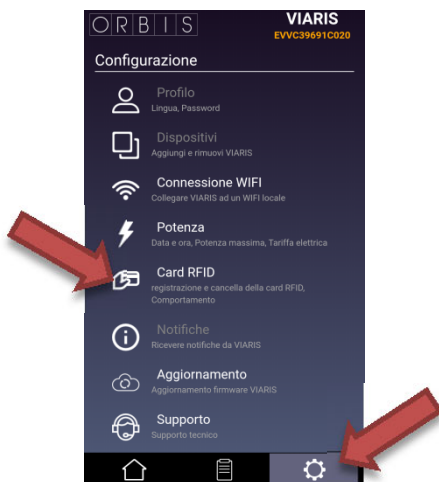 ORBIS
VIARIS
EVVC39691C020
Configurazione
Profilo
Lingua, Password
Dispositivi
Aggiungi e rimuovi VIARIS
Connessione WIFI
Collegare VIARIS ad un WIFI locale
Potenza
Data e ora, Potenza massima, Tariffa elettrica
Card RFID
registrazione e cancella della card RFID,
Comportamento
Notifiche
Ricevere notifiche da VIARIS
Aggiornamento
Aggiornamento firmware VIARIS
Supporto
Supporto tecnico